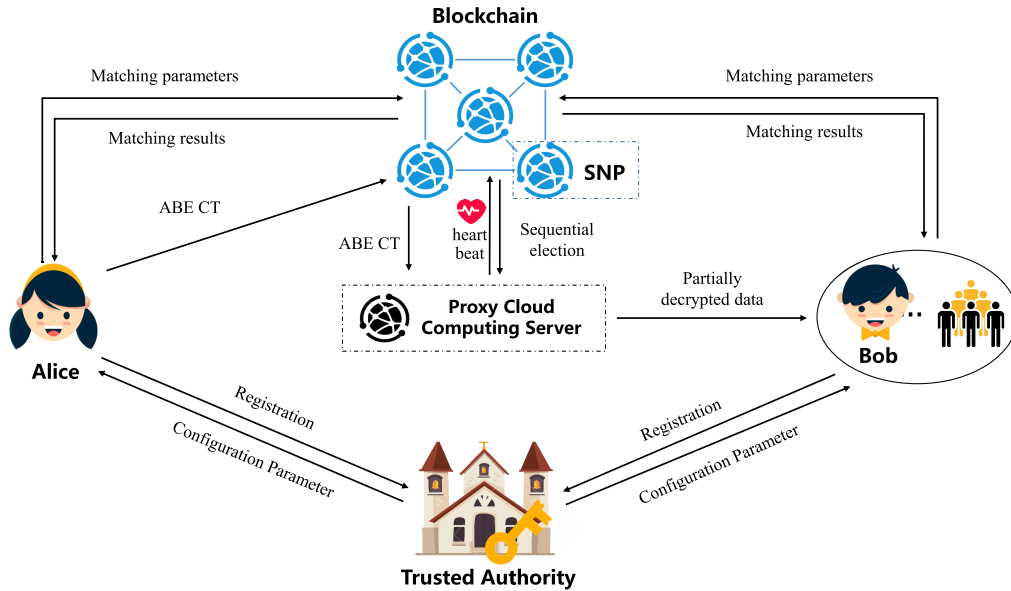 Blockchain
Matching parameters
Matching parameters
Matching results
Matching results
SNP
ABE CT
ABE CT
heart
beat
Sequential
election
Partially
decrypted data
Proxy Cloud
Computing Server
...
Alice
Bob
Registration
Configuration Parameter
Registration
Configuration Parameter
Trusted Authority